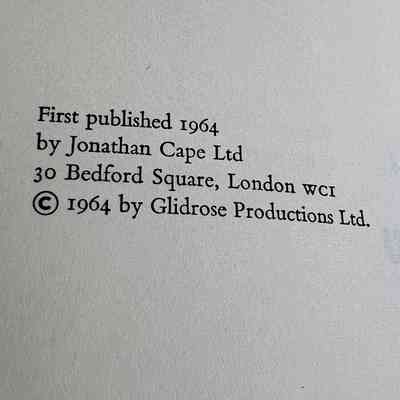 First published 1964
by Jonathan Cape Ltd
30 Bedford Square, London WC1
© 1964 by Glidrose Productions Ltd.